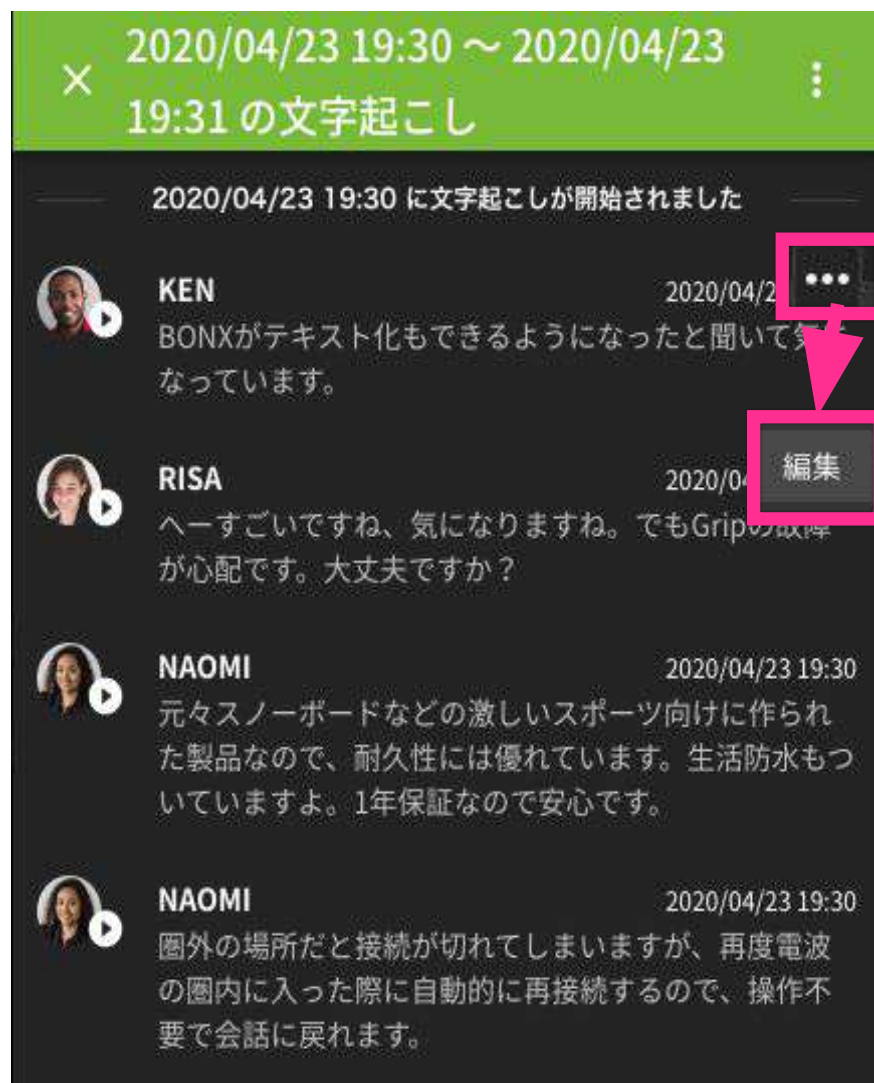 2020/04/23 19:30 ～ 2020/04/23
19:31 の文字起こし
2020/04/23 19:30 に文字起こしが開始されました
KEN
2020/04/2
BONXがテキスト化もできるようになったと聞いて
なっています。
RISA
2020/04
編集
へーすごいですね、気になりますね。でもGripの故障
が心配です。大丈夫ですか？
NAOMI
2020/04/23 19:30
元々スノーボードなどの激しいスポーツ向けに作られ
た製品なので、耐久性には優れています。生活防水もつ
いていますよ。1年保証なので安心です。
NAOMI
2020/04/23 19:30
圏外の場所だと接続が切れてしまいますが、再度電波
の圏内に入った際に自動的に再接続するので、操作不
要で会話に戻れます。